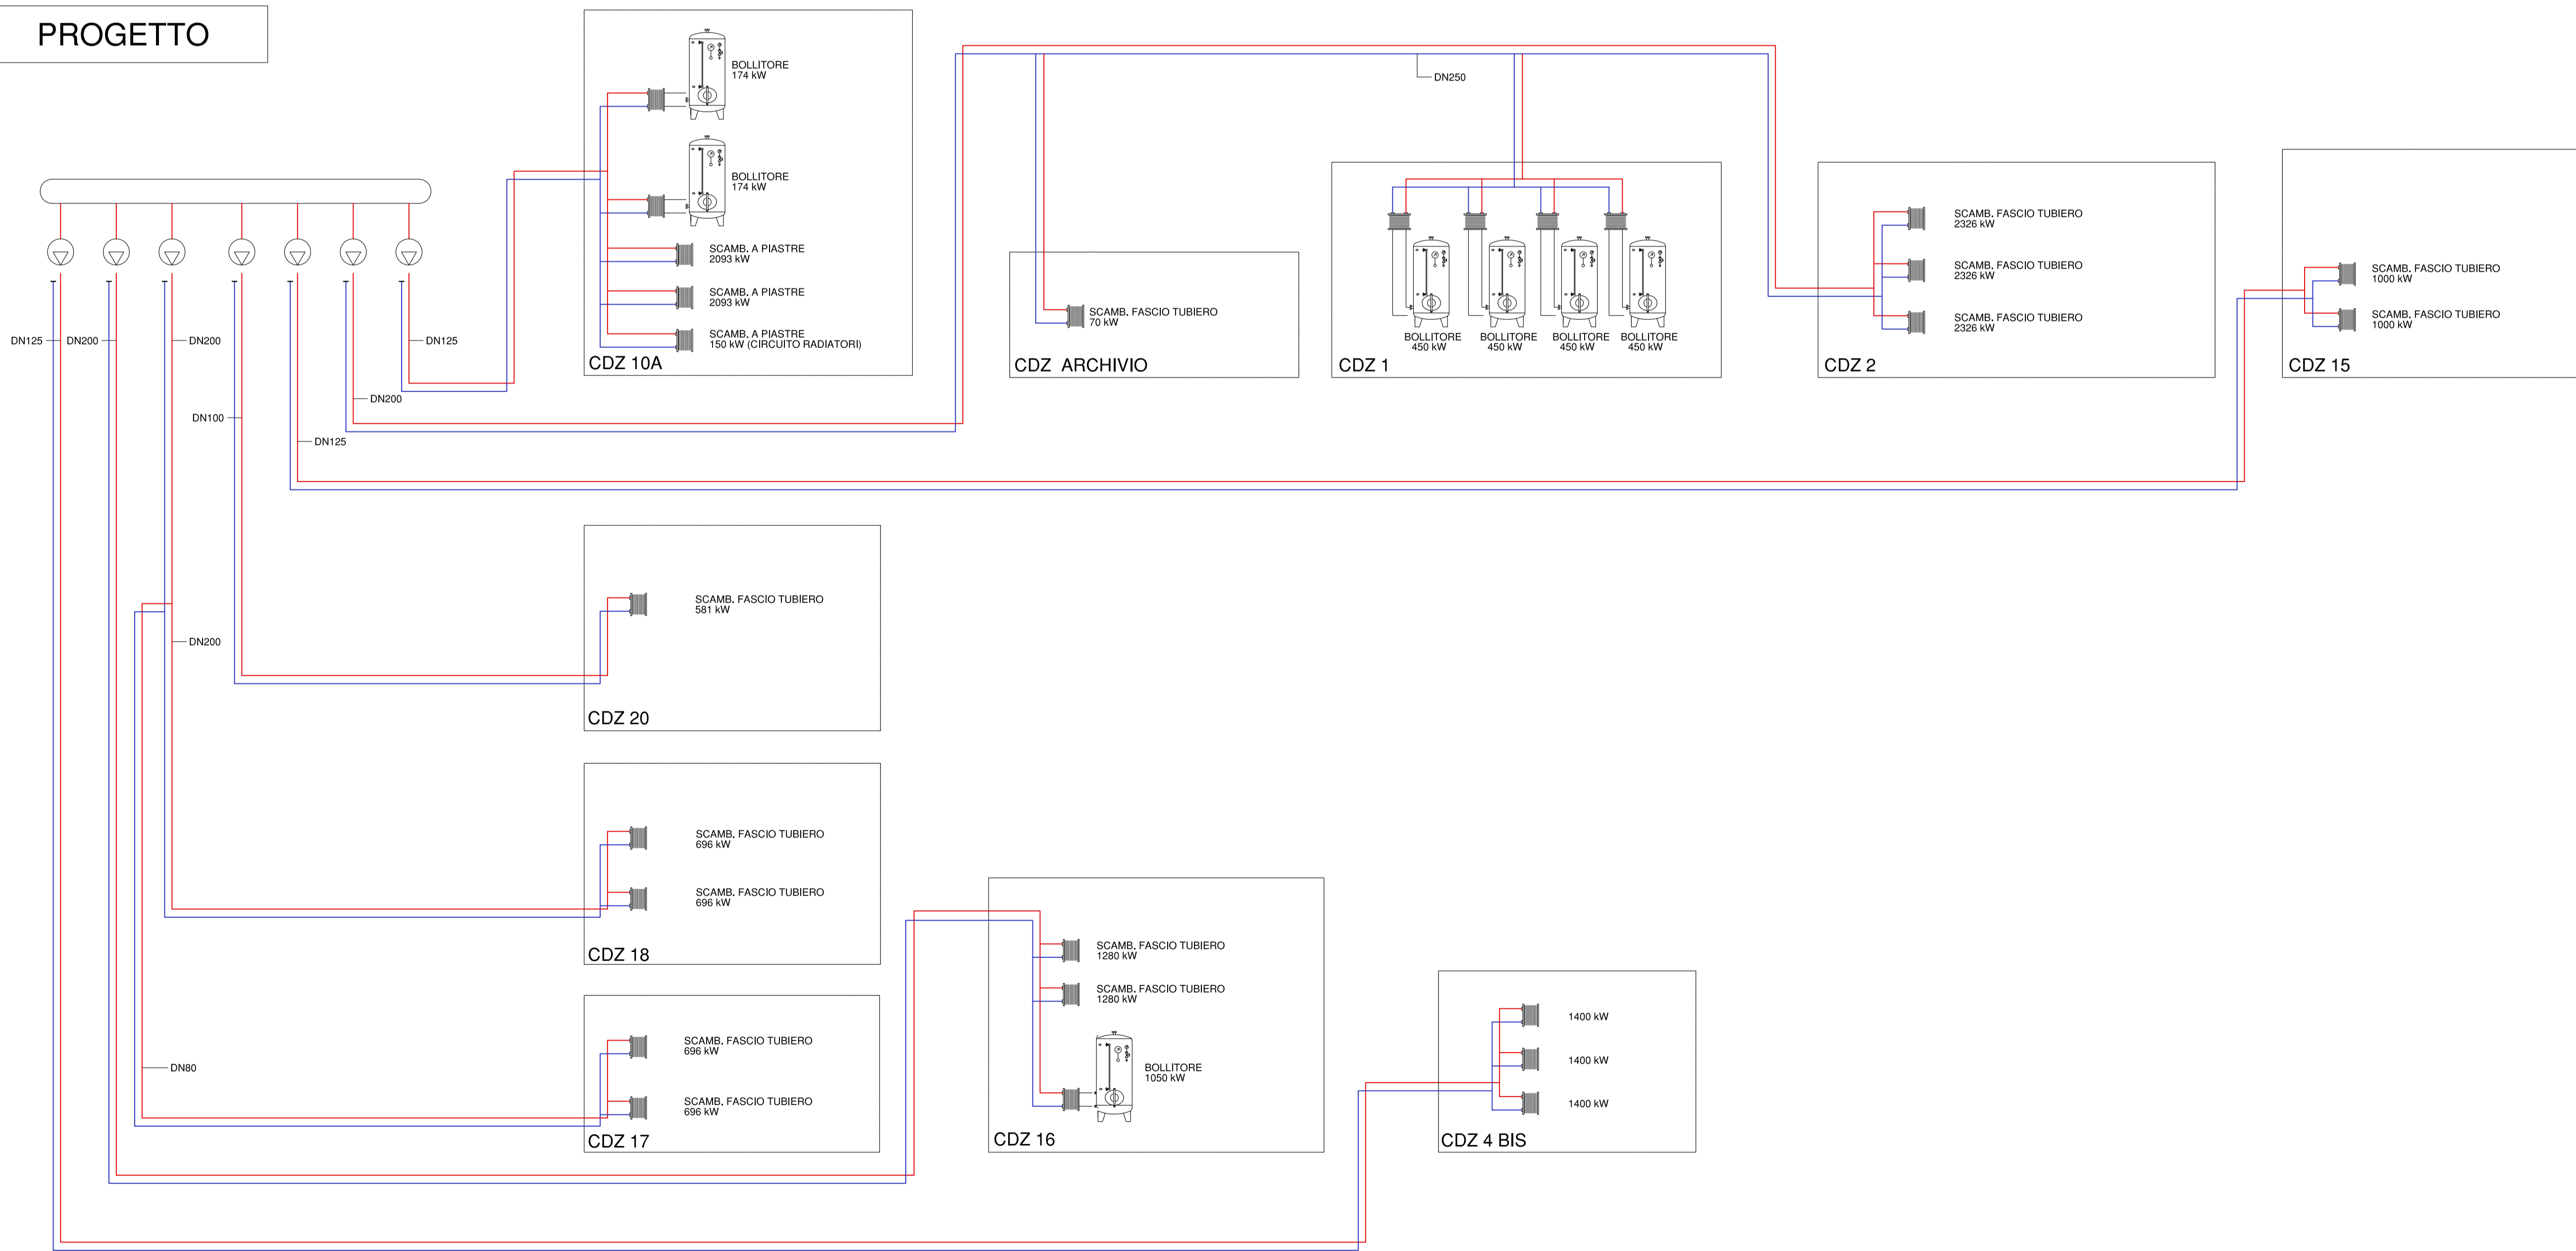 PROGETTO
BOLLITORE
174 kW
BOLLITORE
174 kW
SCAMB. A PIASTRE
2093 kW
SCAMB. A PIASTRE
2093 kW
SCAMB. A PIASTRE
150 kW (CIRCUITO RADIATORI)
CDZ 10A
DN250
SCAMB. FASCIO TUBIERO
70 kW
CDZ ARCHIVIO
BOLLITORE
450 kW
BOLLITORE
450 kW
BOLLITORE
450 kW
BOLLITORE
450 kW
CDZ 1
SCAMB. FASCIO TUBIERO
2326 kW
SCAMB. FASCIO TUBIERO
2326 kW
SCAMB. FASCIO TUBIERO
2326 kW
CDZ 2
SCAMB. FASCIO TUBIERO
1000 kW
SCAMB. FASCIO TUBIERO
1000 kW
CDZ 15
DN125
DN200
DN200
DN125
DN200
DN100
DN125
SCAMB. FASCIO TUBIERO
581 kW
CDZ 20
DN200
SCAMB. FASCIO TUBIERO
696 kW
SCAMB. FASCIO TUBIERO
696 kW
CDZ 18
SCAMB. FASCIO TUBIERO
696 kW
SCAMB. FASCIO TUBIERO
696 kW
CDZ 17
DN80
SCAMB. FASCIO TUBIERO
1280 kW
SCAMB. FASCIO TUBIERO
1280 kW
BOLLITORE
1050 kW
CDZ 16
1400 kW
1400 kW
1400 kW
CDZ 4 BIS